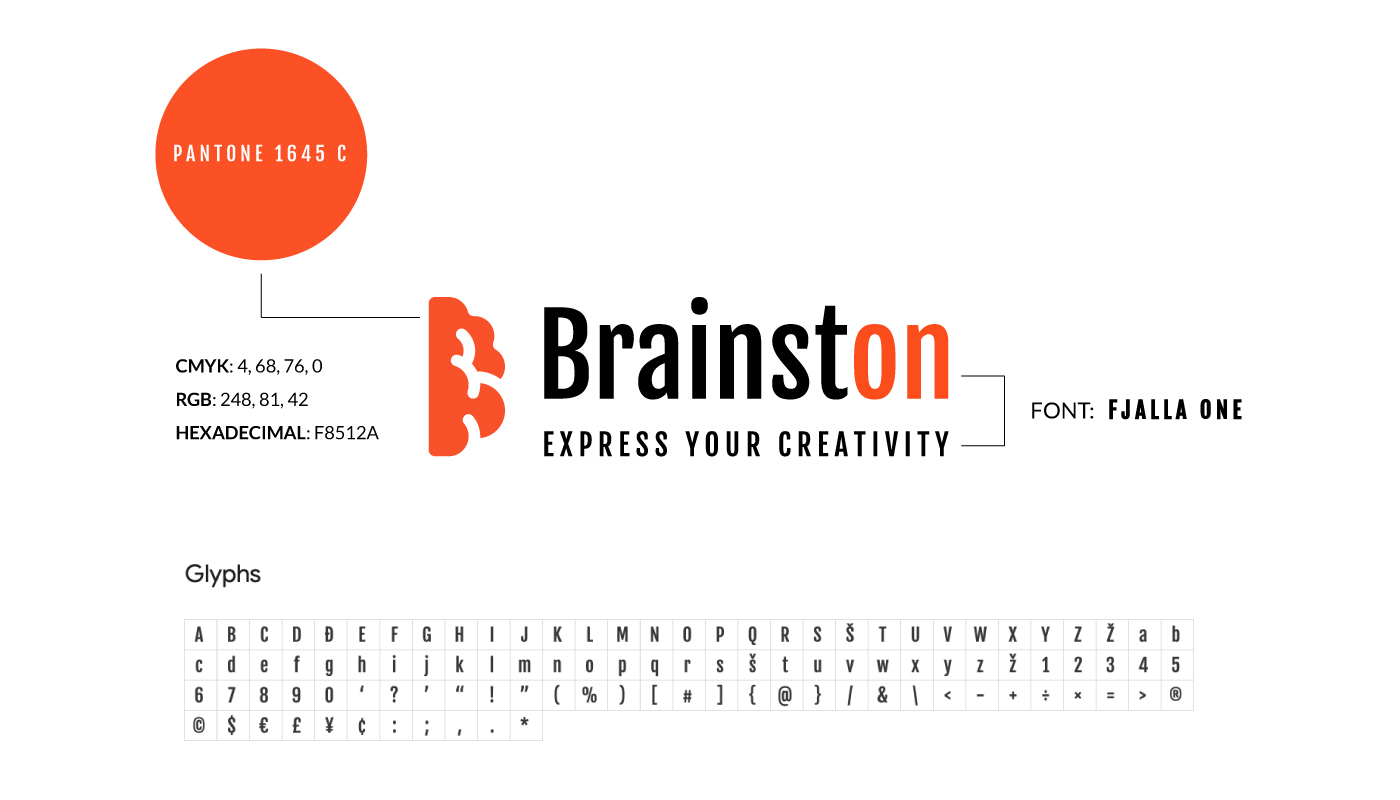 PANTONE 1645 C
CMYK: 4, 68, 76, 0
RGB: 248, 81, 42
HEXADECIMAL: F8512A
Brainston
EXPRESS YOUR CREATIVITY
FONT: FJALLA ONE
Glyphs
A B C D Đ E F G H I J K L M N O P Q R S Š T U V W X Y Z Ž a b
c d e f g h i j k l m n o p q r s š t u v w x y z ž 1 2 3 4 5
6 7 8 9 0 ‘ ? ’ “ ! ” ( % ) [ # ] { @ } / & \ < - + ÷ × = > ®
© $ € £ ¥ ¢ : ; , . *